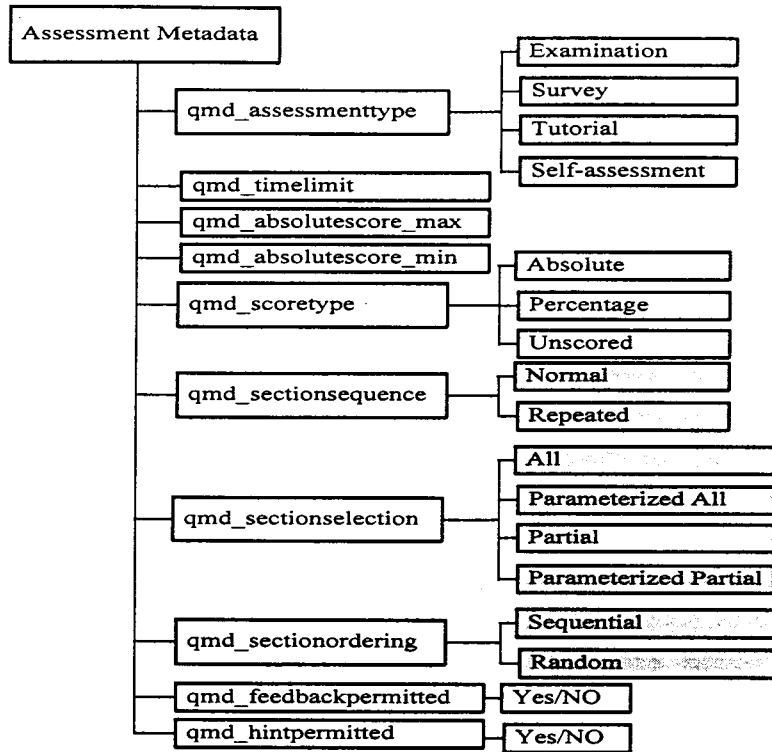 Assessment Metadata
qmd_assessmenttype
Examination
Survey
Tutorial
Self-assessment
qmd_timelimit
qmd_absolutescore_max
qmd_absolutescore_min
qmd_scoretype
Absolute
Percentage
Unscored
qmd_sectionsequence
Normal
Repeated
qmd_sectionselection
All
Parameterized All
Partial
Parameterized Partial
qmd_sectionordering
Sequential
Random
qmd_feedbackpermitted
Yes/NO
qmd_hintpermitted
Yes/NO